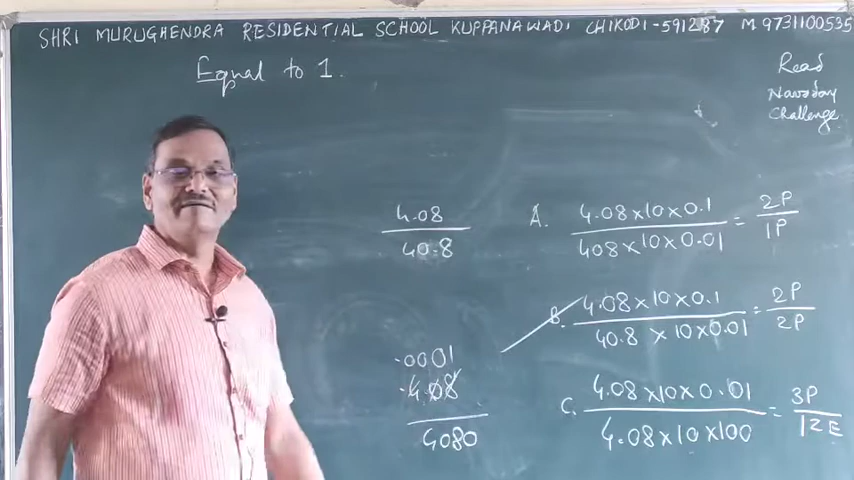 SHRI MURUGHENDRA RESIDENTIAL SCHOOL KUPPANAWADI CHIKODI-591287 M 9731100535
Equal to 1.
Read
Navoday
Challenge.
4.08
40.8
A. 4.08×10×0.1 = 2P
408×10×0.01 1P
B. 4.08×10×0.1 = 2P
40.8 ×10×0.01 2P
.0001
.4.08
4080
C. 4.08×10×0.01 = 3P
4.08×10×100 1ZE